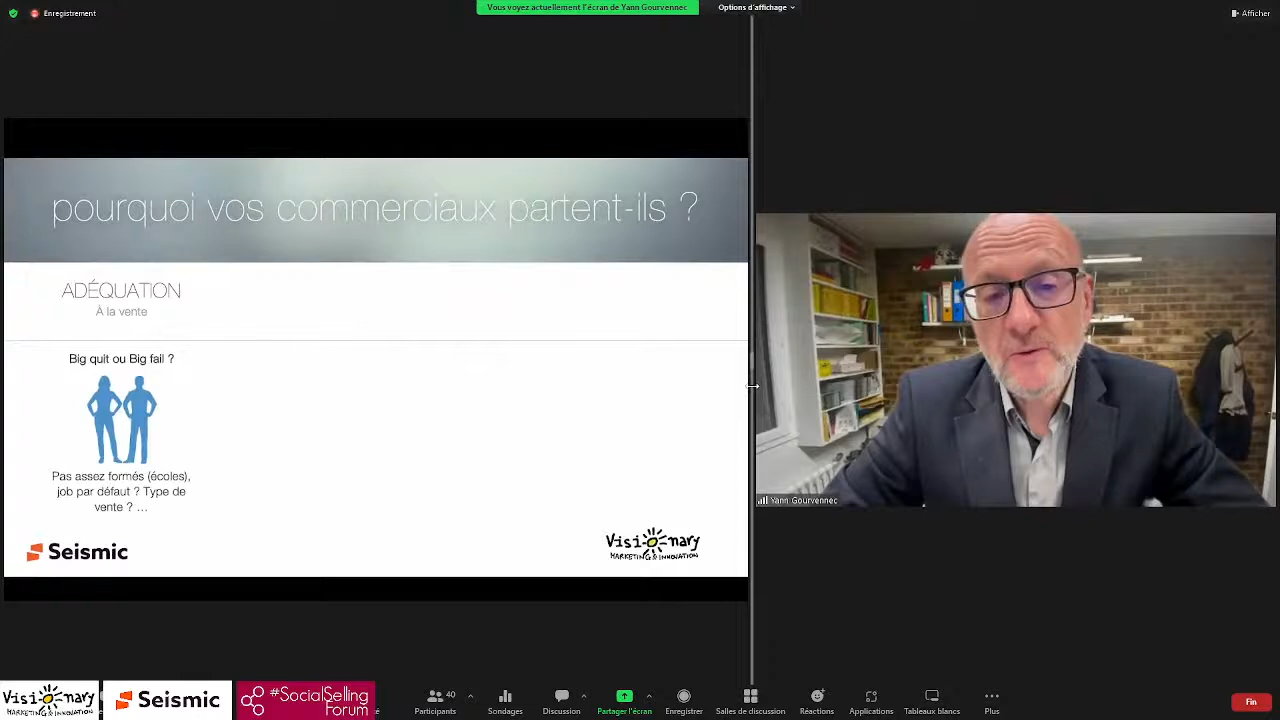 Enregistrement
Vous voyez actuellement l'écran de Yann Gourvennec
Options d'affichage
Afficher
pourquoi vos commerciaux partent-ils ?
ADÉQUATION
À la vente
Big quit ou Big fail ?
Pas assez formés (écoles),
job par défaut ? Type de
vente ? ...
Seismic
Visionary
MARKETING & INNOVATION
Yann Gourvennec
Visionary
MARKETING & INNOVATION
Seismic
#SocialSelling
Forum
Participants
40
Sondages
Discussion
Partager l'écran
Enregistrer
Salles de discussion
Réactions
Applications
Tableaux blancs
Plus
Fin